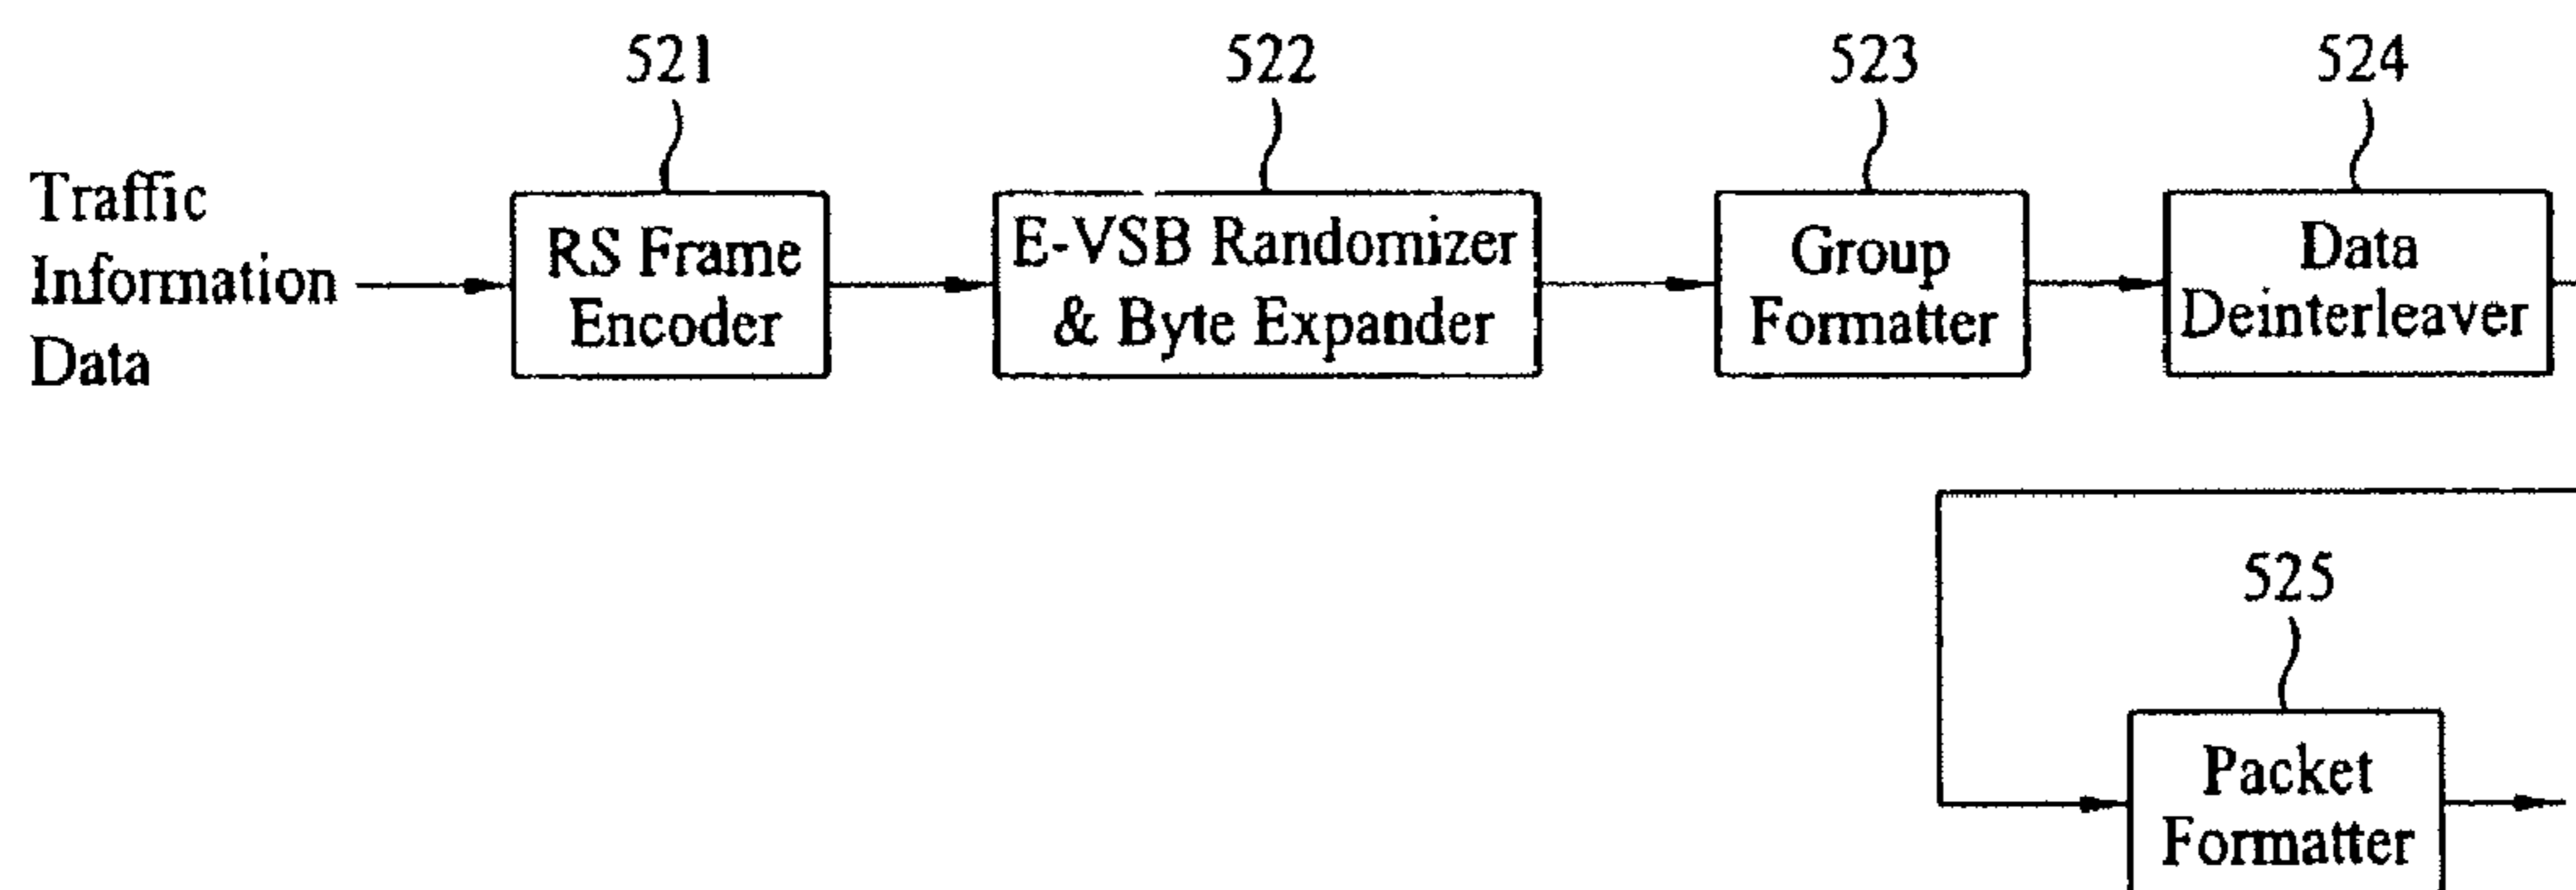 521
522
523
524
Traffic
Information
Data
RS Frame
Encoder
E-VSB Randomizer
& Byte Expander
Group
Formatter
Data
Deinterleaver
525
Packet
Formatter